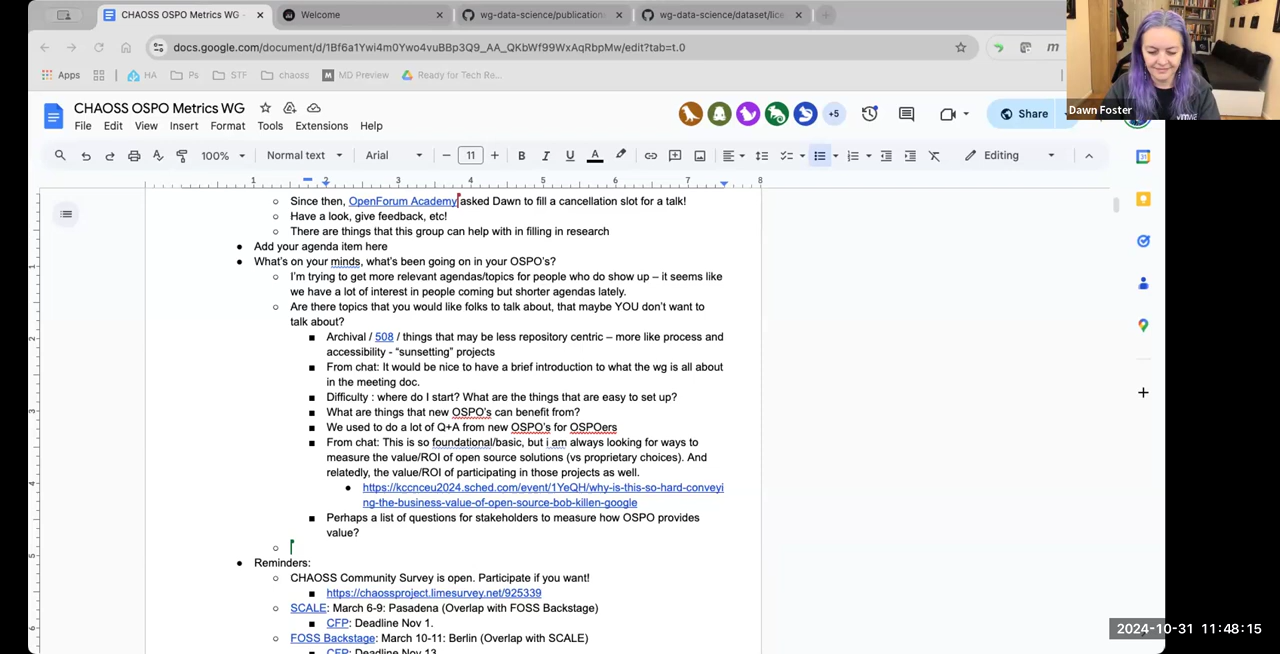 CHAOSS OSPO Metrics WG -
Welcome
wg-data-science/publication
wg-data-science/dataset/lice
docs.google.com/document/d/1Bf6a1Ywi4m0Ywo4vuBBp3Q9_AA_QKbWf99WxAqRbpMw/edit?tab=t.0
Apps
HA
Ps
STF
chaoss
MD Preview
Ready for Tech Re...
Dawn Foster
CHAOSS OSPO Metrics WG
File Edit View Insert Format Tools Extensions Help
+5
Share
100%
Normal text
Arial
11
Editing
1 2 3 4 5 6 7 8
Since then, OpenForum Academy asked Dawn to fill a cancellation slot for a talk!
Have a look, give feedback, etc!
There are things that this group can help with in filling in research
Add your agenda item here
What's on your minds, what's been going on in your OSPO's?
I'm trying to get more relevant agendas/topics for people who do show up – it seems like
we have a lot of interest in people coming but shorter agendas lately.
Are there topics that you would like folks to talk about, that maybe YOU don't want to
talk about?
Archival / 508 / things that may be less repository centric – more like process and
accessibility - “sunsetting” projects
From chat: It would be nice to have a brief introduction to what the wg is all about
in the meeting doc.
Difficulty : where do I start? What are the things that are easy to set up?
What are things that new OSPO's can benefit from?
We used to do a lot of Q+A from new OSPO's for OSPOers
From chat: This is so foundational/basic, but i am always looking for ways to
measure the value/ROI of open source solutions (vs proprietary choices). And
relatedly, the value/ROI of participating in those projects as well.
https://kccnceu2024.sched.com/event/1YeQH/why-is-this-so-hard-conveyi
ng-the-business-value-of-open-source-bob-killen-google
Perhaps a list of questions for stakeholders to measure how OSPO provides
value?
Reminders:
CHAOSS Community Survey is open. Participate if you want!
https://chaossproject.limesurvey.net/925339
SCALE: March 6-9: Pasadena (Overlap with FOSS Backstage)
CFP: Deadline Nov 1.
FOSS Backstage: March 10-11: Berlin (Overlap with SCALE)
CFP: Deadline Nov 13
2024-10-31 11:48:15